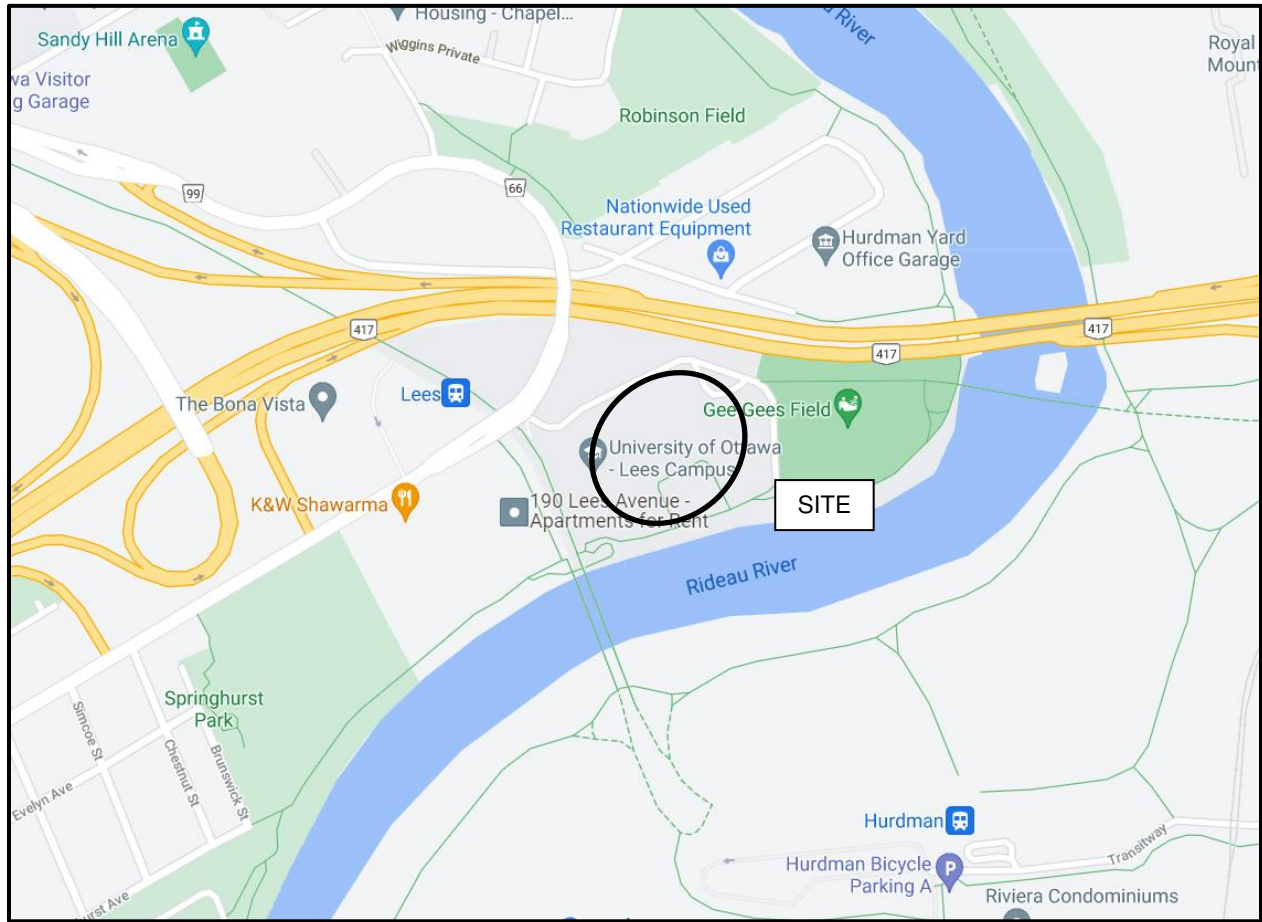 Housing - Chapel...
u River
Sandy Hill Arena
Wiggins Private
Royal
Mount
wa Visitor
g Garage
Robinson Field
99
66
Nationwide Used
Restaurant Equipment
Hurdman Yard
Office Garage
417
417
417
The Bona Vista
Lees
Gee Gees Field
University of Ottawa
- Lees Campus
K&W Shawarma
190 Lees Avenue -
Apartments for Rent
SITE
Rideau River
Springhurst
Park
Simcoe St
Chestnut St
Brunswick St
Evelyn Ave
Hurdman
Transitway
Hurdman Bicycle
Parking A
P
Riviera Condominiums
urst Ave